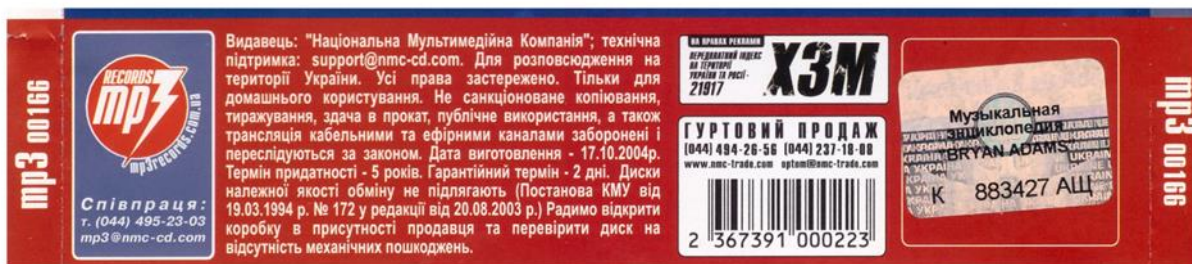 mp3 00166
RECORDS
mp3
mp3records.com.ua
Співпраця:
т. (044) 495-23-03
mp3@nmc-cd.com
Видавець: "Національна Мультимедійна Компанія"; технічна
підтримка: support@nmc-cd.com. Для розповсюдження на
території України. Усі права застережено. Тільки для
домашнього користування. Не санкціоноване копіювання,
тиражування, здача в прокат, публічне використання, а також
трансляція кабельними та ефірними каналами заборонені і
переслідуються за законом. Дата виготовлення - 17.10.2004р.
Термін придатності - 5 років. Гарантійний термін - 2 дні. Диски
належної якості обміну не підлягають (Постанова КМУ від
19.03.1994 р. № 172 у редакції від 20.08.2003 р.) Радимо відкрити
коробку в присутності продавця та перевірити диск на
відсутність механічних пошкоджень.
НА ПРАВАХ РЕКЛАМИ
ПЕРЕДПЛАТНИЙ ІНДЕКС
НА ТЕРИТОРІЇ
УКРАЇНИ ТА РОСІЇ -
21917
ХЗМ
ГУРТОВИЙ ПРОДАЖ
(044) 494-26-56 (044) 237-18-08
www.nmc-trade.com optom@nmc-trade.com
2 367391 000223
Музыкальная
энциклопедия
BRYAN ADAMS
К 883427 АЩ
mp3 00166